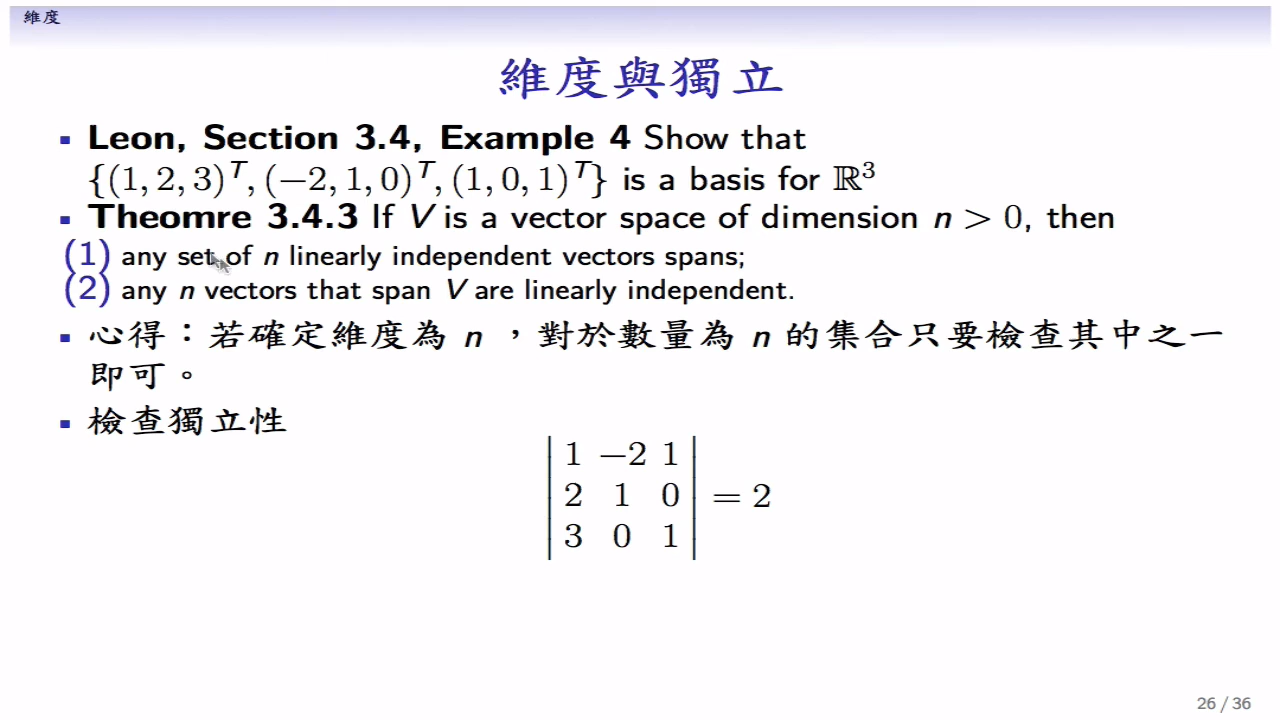 維度
維度與獨立
▪ Leon, Section 3.4, Example 4 Show that
{(1, 2, 3)ᵀ, (−2, 1, 0)ᵀ, (1, 0, 1)ᵀ} is a basis for ℝ³
▪ Theomre 3.4.3 If V is a vector space of dimension n > 0, then
(1) any set of n linearly independent vectors spans;
(2) any n vectors that span V are linearly independent.
▪ 心得：若確定維度為 n ，對於數量為 n 的集合只要檢查其中之一
即可。
▪ 檢查獨立性
| 1 −2 1 |
| 2 1 0 | = 2
| 3 0 1 |
26 / 36